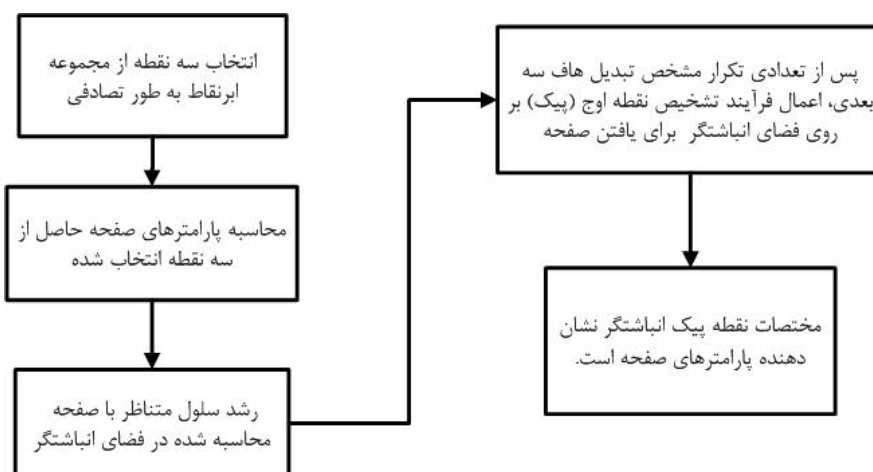 انتخاب سه نقطه از مجموعه
ابرنقاط به طور تصادفی
محاسبه پارامترهای صفحه حاصل از
سه نقطه انتخاب شده
رشد سلول متناظر با صفحه
محاسبه شده در فضای انباشتگر
پس از تعدادی تکرار مشخص تبدیل هاف سه
بعدی، اعمال فرآیند تشخیص نقطه اوج (پیک) بر
روی فضای انباشتگر برای یافتن صفحه
مختصات نقطه پیک انباشتگر نشان
دهنده پارامترهای صفحه است.